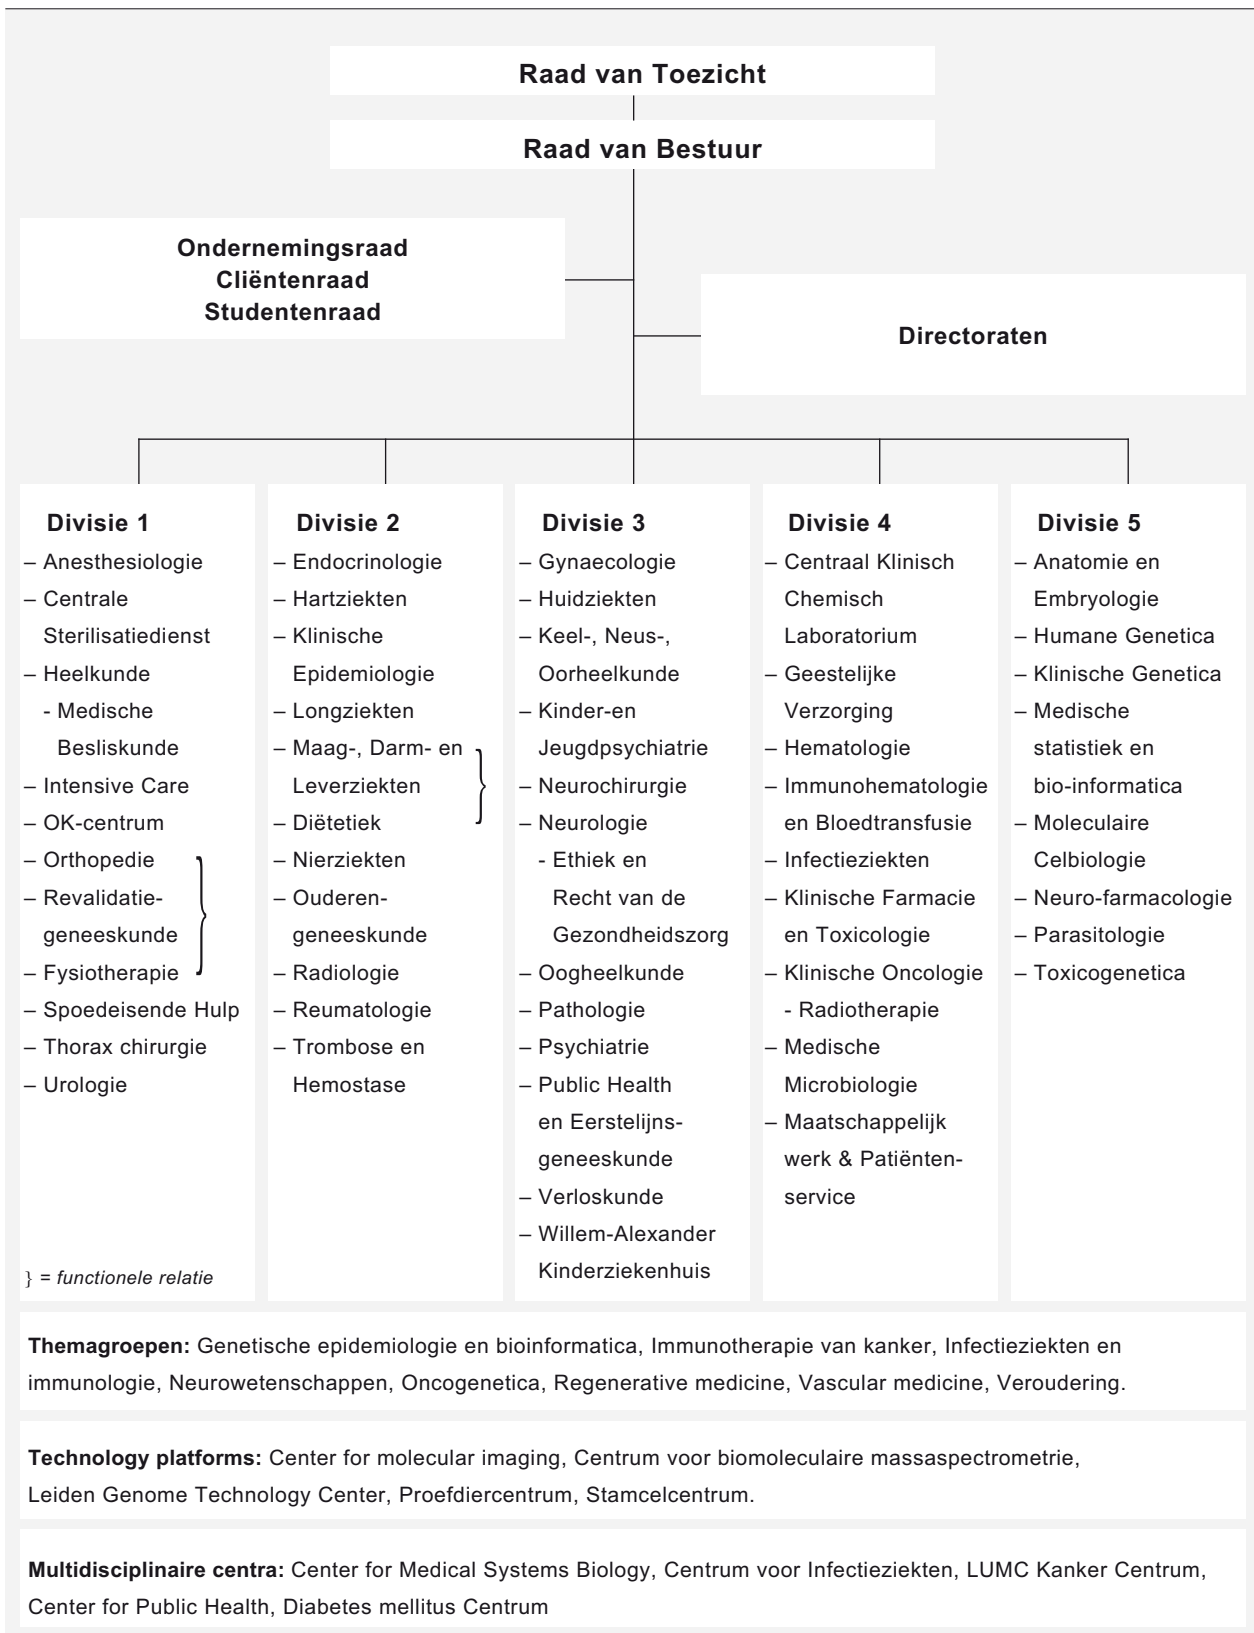 Raad van Toezicht
Raad van Bestuur
Ondernemingsraad
Cliëntenraad
Studentenraad
Directoraten
Divisie 1
– Anesthesiologie
– Centrale
Sterilisatiedienst
– Heelkunde
- Medische
Besliskunde
– Intensive Care
– OK-centrum
– Orthopedie
– Revalidatie-
geneeskunde
– Fysiotherapie
– Spoedeisende Hulp
– Thorax chirurgie
– Urologie
} = functionele relatie
Divisie 2
– Endocrinologie
– Hartziekten
– Klinische
Epidemiologie
– Longziekten
– Maag-, Darm- en
Leverziekten
– Diëtetiek
– Nierziekten
– Ouderen-
geneeskunde
– Radiologie
– Reumatologie
– Trombose en
Hemostase
Divisie 3
– Gynaecologie
– Huidziekten
– Keel-, Neus-,
Oorheelkunde
– Kinder-en
Jeugdpsychiatrie
– Neurochirurgie
– Neurologie
- Ethiek en
Recht van de
Gezondheidszorg
– Oogheelkunde
– Pathologie
– Psychiatrie
– Public Health
en Eerstelijns-
geneeskunde
– Verloskunde
– Willem-Alexander
Kinderziekenhuis
Divisie 4
– Centraal Klinisch
Chemisch
Laboratorium
– Geestelijke
Verzorging
– Hematologie
– Immunohematologie
en Bloedtransfusie
– Infectieziekten
– Klinische Farmacie
en Toxicologie
– Klinische Oncologie
- Radiotherapie
– Medische
Microbiologie
– Maatschappelijk
werk & Patiënten-
service
Divisie 5
– Anatomie en
Embryologie
– Humane Genetica
– Klinische Genetica
– Medische
statistiek en
bio-informatica
– Moleculaire
Celbiologie
– Neuro-farmacologie
– Parasitologie
– Toxicogenetica
Themagroepen: Genetische epidemiologie en bioinformatica, Immunotherapie van kanker, Infectieziekten en
immunologie, Neurowetenschappen, Oncogenetica, Regenerative medicine, Vascular medicine, Veroudering.
Technology platforms: Center for molecular imaging, Centrum voor biomoleculaire massaspectrometrie,
Leiden Genome Technology Center, Proefdiercentrum, Stamcelcentrum.
Multidisciplinaire centra: Center for Medical Systems Biology, Centrum voor Infectieziekten, LUMC Kanker Centrum,
Center for Public Health, Diabetes mellitus Centrum